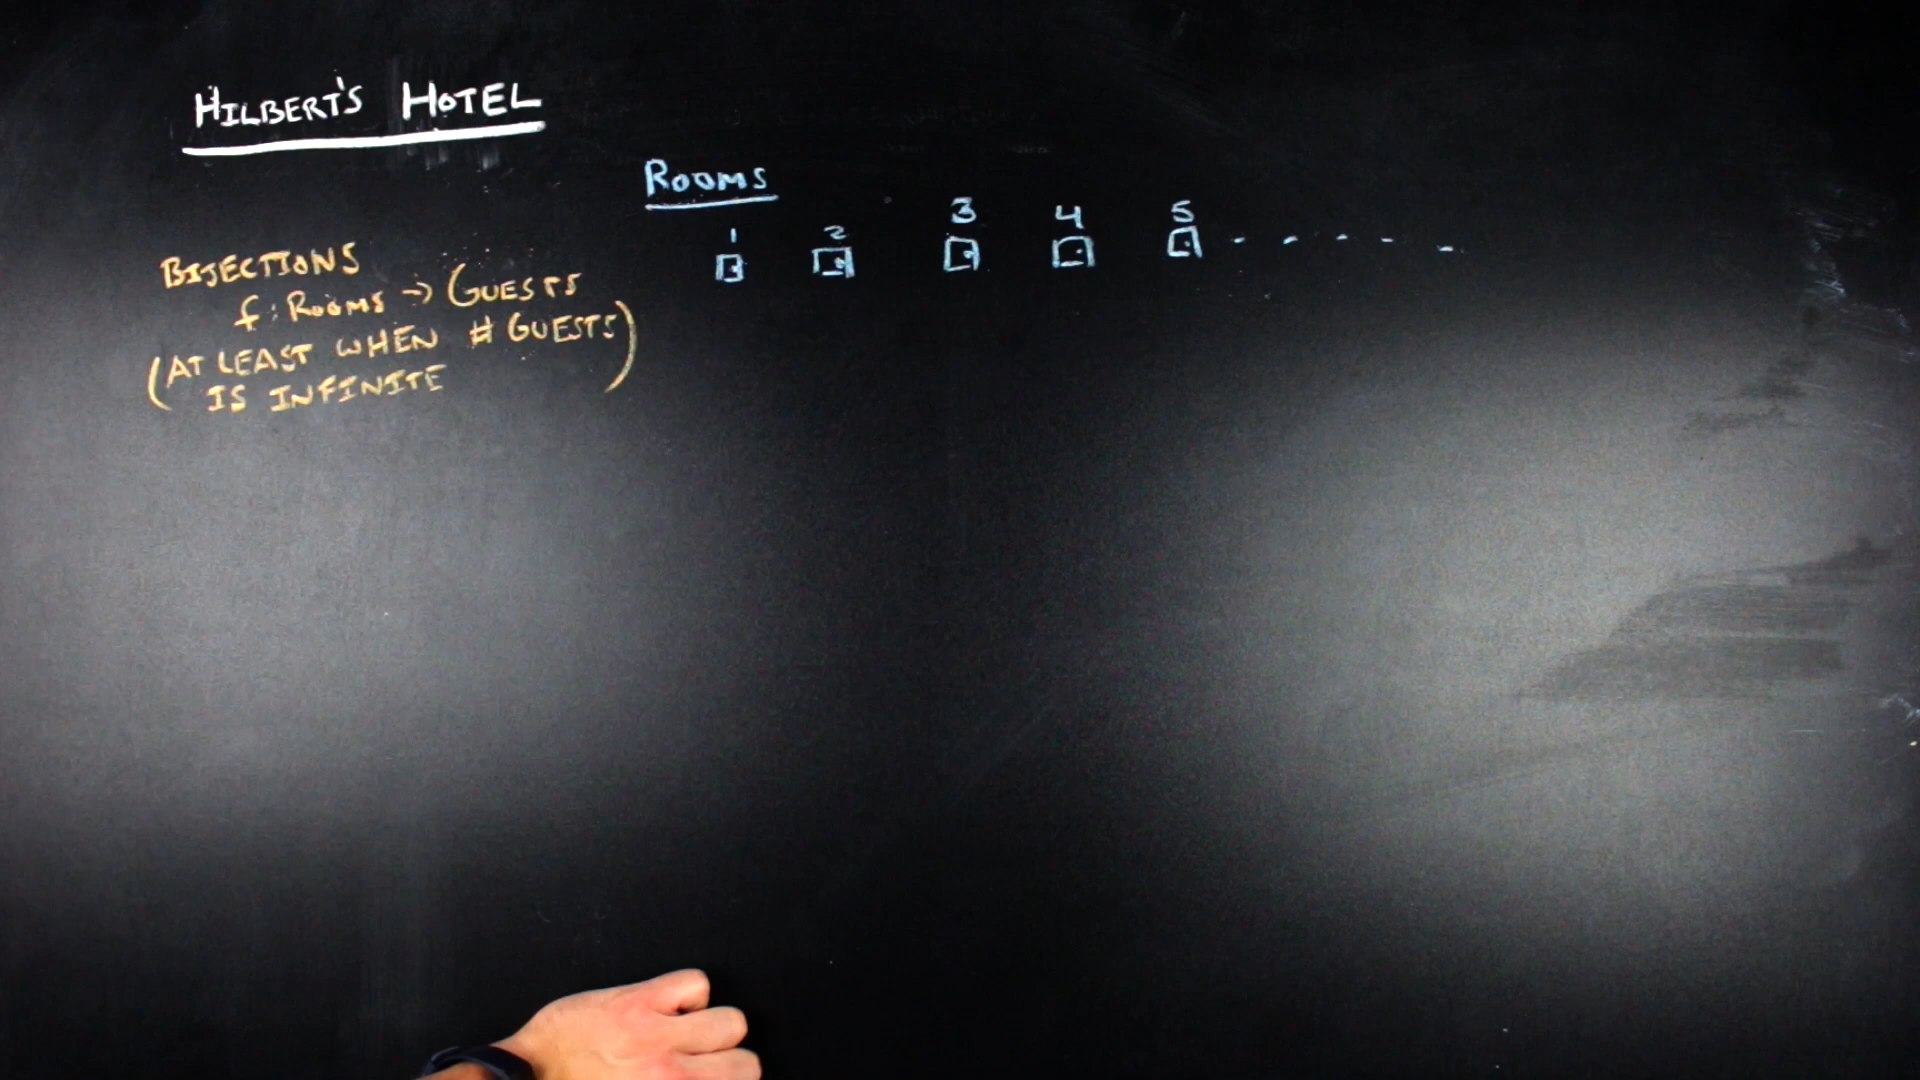 HILBERT'S HOTEL
ROOMS
1 2 3 4 5 . . . . .
BIJECTIONS
f: ROOMS → GUESTS
(AT LEAST WHEN # GUESTS
IS INFINITE)